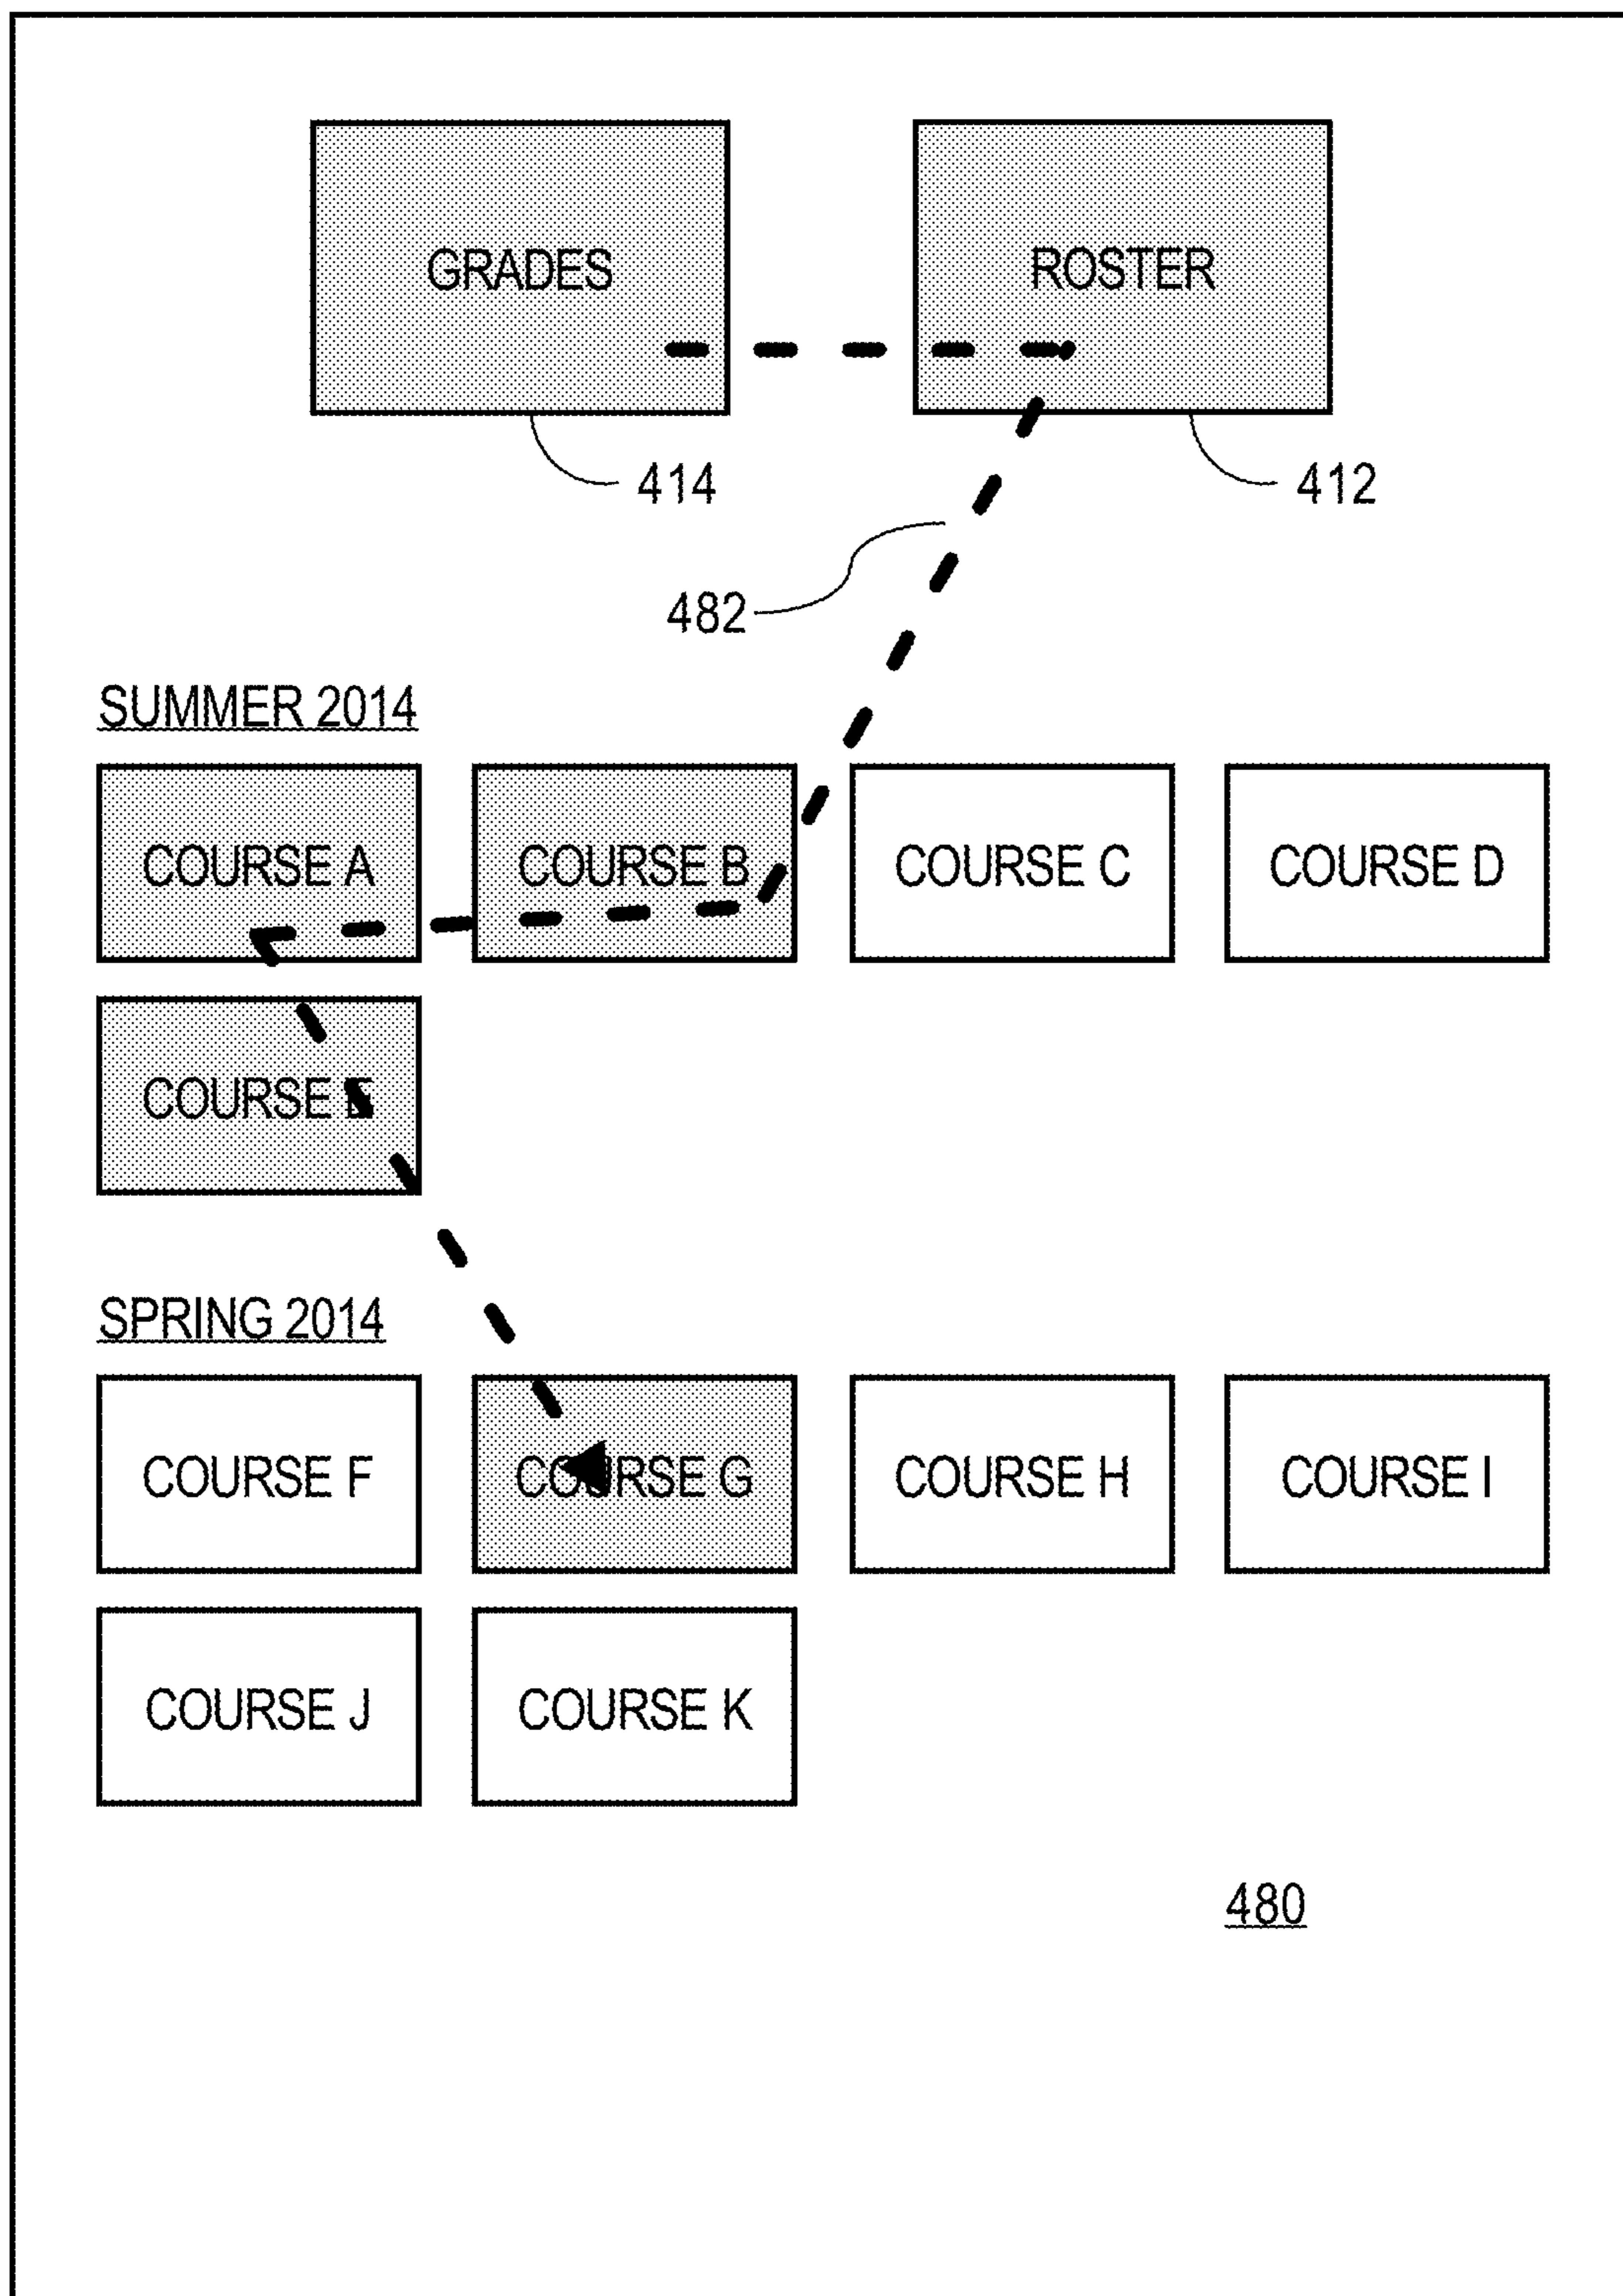 GRADES ROSTER
414 412
482
SUMMER 2014
COURSE A COURSE B COURSE C COURSE D
COURSE E
SPRING 2014
COURSE F COURSE G COURSE H COURSE I
COURSE J COURSE K
480